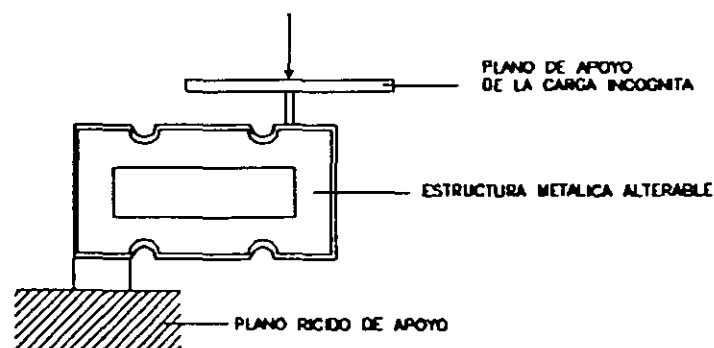 PLANO DE APOYO
DE LA CARGA INCOGNITA
ESTRUCTURA METALICA ALTERABLE
PLANO RIGIDO DE APOYO